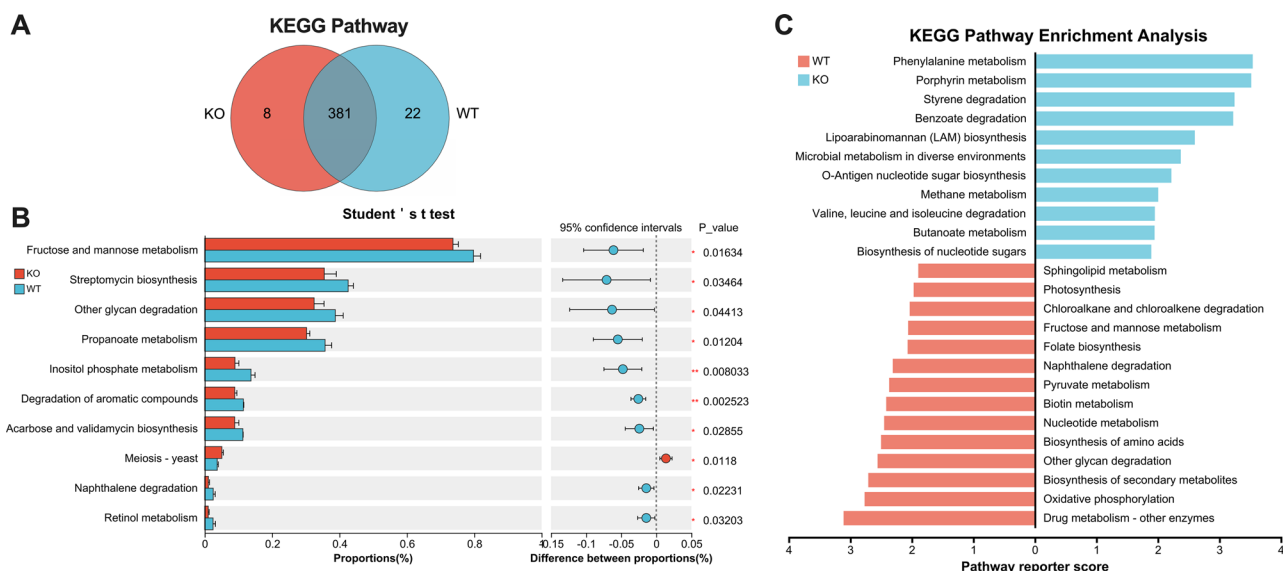 A
KEGG Pathway
KO
8
381
22
WT
B
Student ' s t test
95% confidence intervals
P_value
KO
WT
Fructose and mannose metabolism
* 0.01634
Streptomycin biosynthesis
* 0.03464
Other glycan degradation
* 0.04413
Propanoate metabolism
* 0.01204
Inositol phosphate metabolism
** 0.008033
Degradation of aromatic compounds
** 0.002523
Acarbose and validamycin biosynthesis
* 0.02855
Meiosis - yeast
* 0.0118
Naphthalene degradation
* 0.02231
Retinol metabolism
* 0.03203
0 0.2 0.4 0.6 0.8 1
-0.15 -0.1 -0.05 0 0.05
Proportions(%)
Difference between proportions(%)
C
KEGG Pathway Enrichment Analysis
WT
KO
Phenylalanine metabolism
Porphyrin metabolism
Styrene degradation
Benzoate degradation
Lipoarabinomannan (LAM) biosynthesis
Microbial metabolism in diverse environments
O-Antigen nucleotide sugar biosynthesis
Methane metabolism
Valine, leucine and isoleucine degradation
Butanoate metabolism
Biosynthesis of nucleotide sugars
Sphingolipid metabolism
Photosynthesis
Chloroalkane and chloroalkene degradation
Fructose and mannose metabolism
Folate biosynthesis
Naphthalene degradation
Pyruvate metabolism
Biotin metabolism
Nucleotide metabolism
Biosynthesis of amino acids
Other glycan degradation
Biosynthesis of secondary metabolites
Oxidative phosphorylation
Drug metabolism - other enzymes
4 3 2 1 0 1 2 3 4
Pathway reporter score